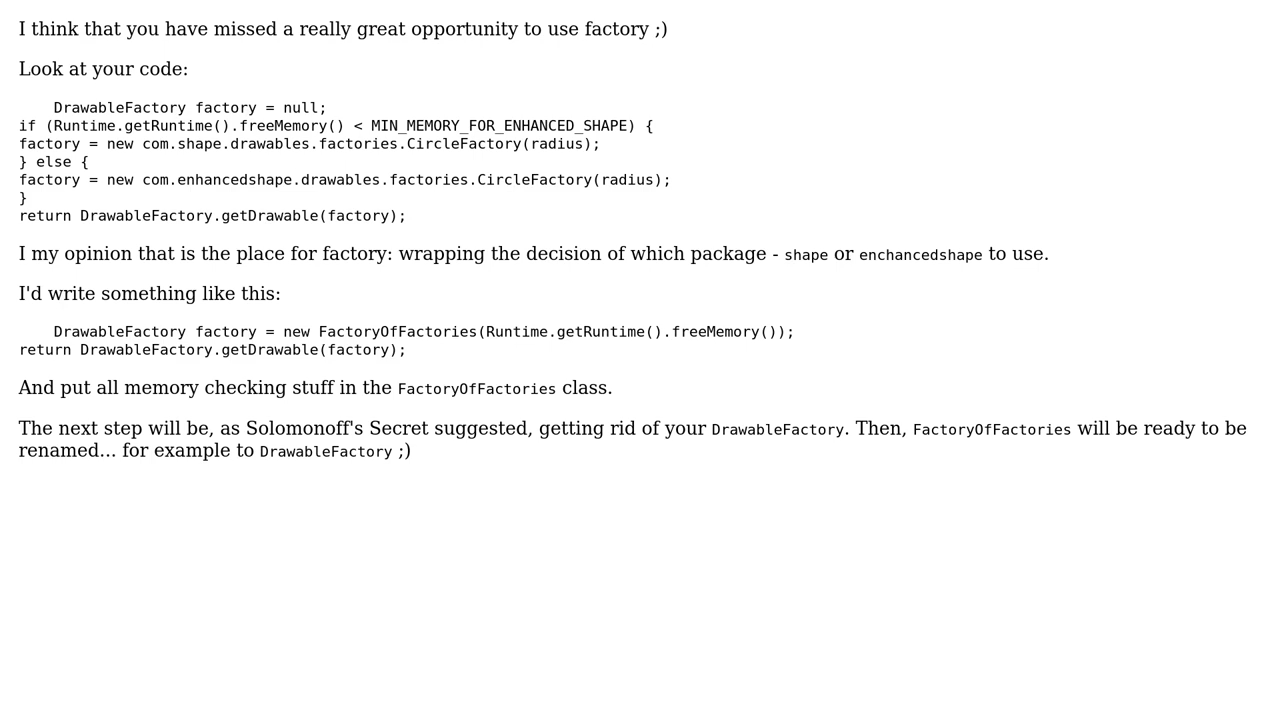 I think that you have missed a really great opportunity to use factory ;)
Look at your code:
    DrawableFactory factory = null;
if (Runtime.getRuntime().freeMemory() < MIN_MEMORY_FOR_ENHANCED_SHAPE) {
factory = new com.shape.drawables.factories.CircleFactory(radius);
} else {
factory = new com.enhancedshape.drawables.factories.CircleFactory(radius);
}
return DrawableFactory.getDrawable(factory);
I my opinion that is the place for factory: wrapping the decision of which package - shape or enchancedshape to use.
I'd write something like this:
    DrawableFactory factory = new FactoryOfFactories(Runtime.getRuntime().freeMemory());
return DrawableFactory.getDrawable(factory);
And put all memory checking stuff in the FactoryOfFactories class.
The next step will be, as Solomonoff's Secret suggested, getting rid of your DrawableFactory. Then, FactoryOfFactories will be ready to be
renamed... for example to DrawableFactory ;)